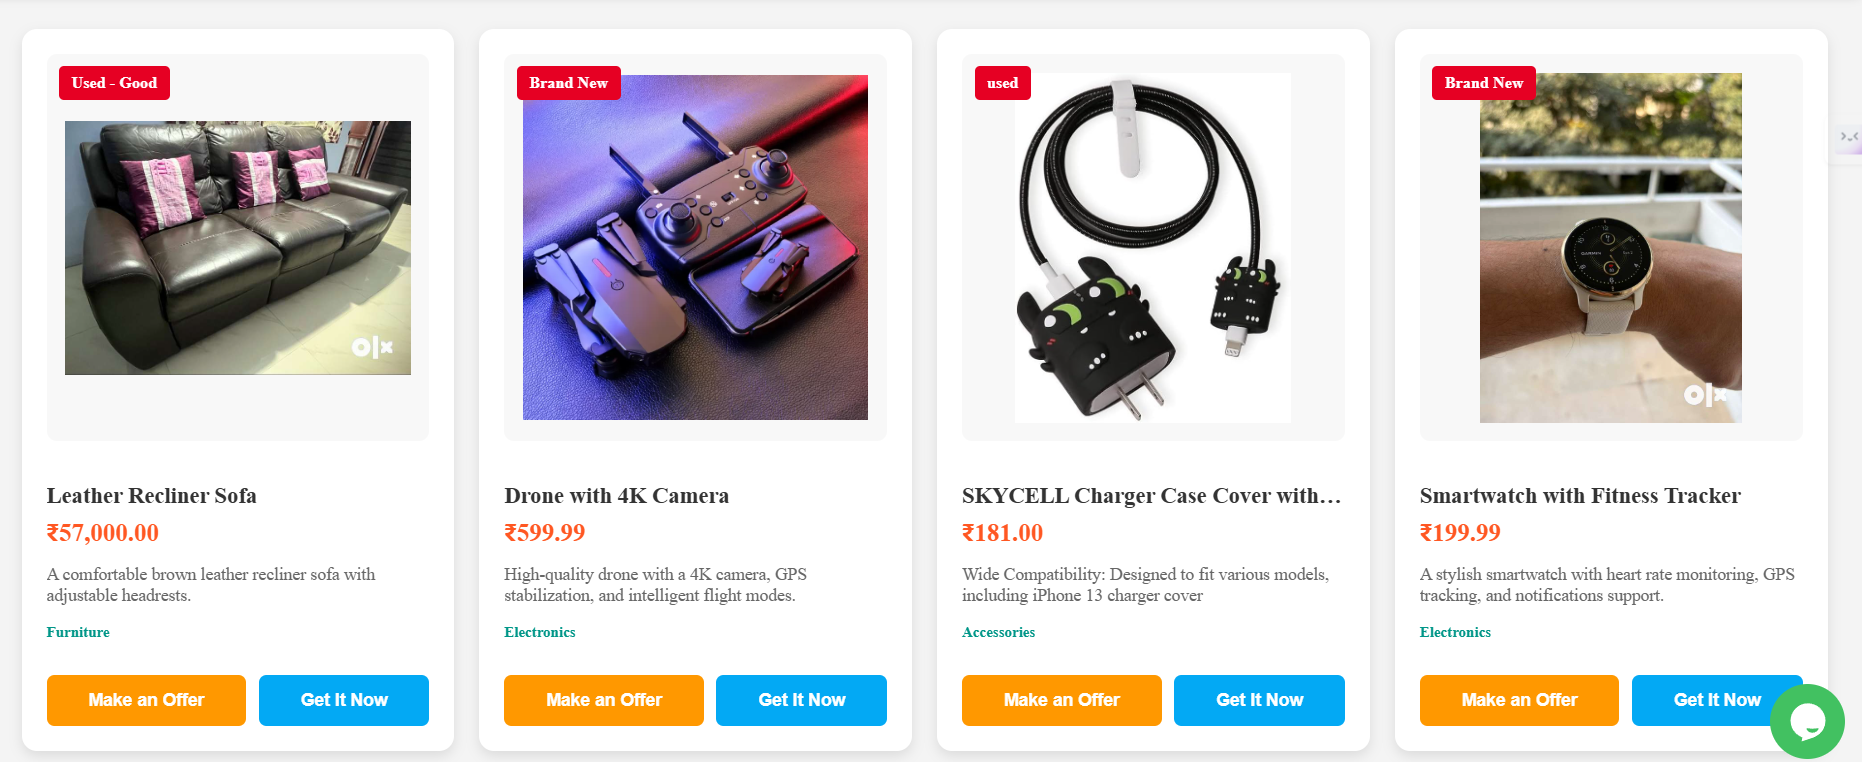 Used - Good
olx
Leather Recliner Sofa
₹57,000.00
A comfortable brown leather recliner sofa with
adjustable headrests.
Furniture
Make an Offer
Get It Now
Brand New
Drone with 4K Camera
₹599.99
High-quality drone with a 4K camera, GPS
stabilization, and intelligent flight modes.
Electronics
Make an Offer
Get It Now
used
SKYCELL Charger Case Cover with…
₹181.00
Wide Compatibility: Designed to fit various models,
including iPhone 13 charger cover
Accessories
Make an Offer
Get It Now
Brand New
GARMIN
olx
Smartwatch with Fitness Tracker
₹199.99
A stylish smartwatch with heart rate monitoring, GPS
tracking, and notifications support.
Electronics
Make an Offer
Get It Now